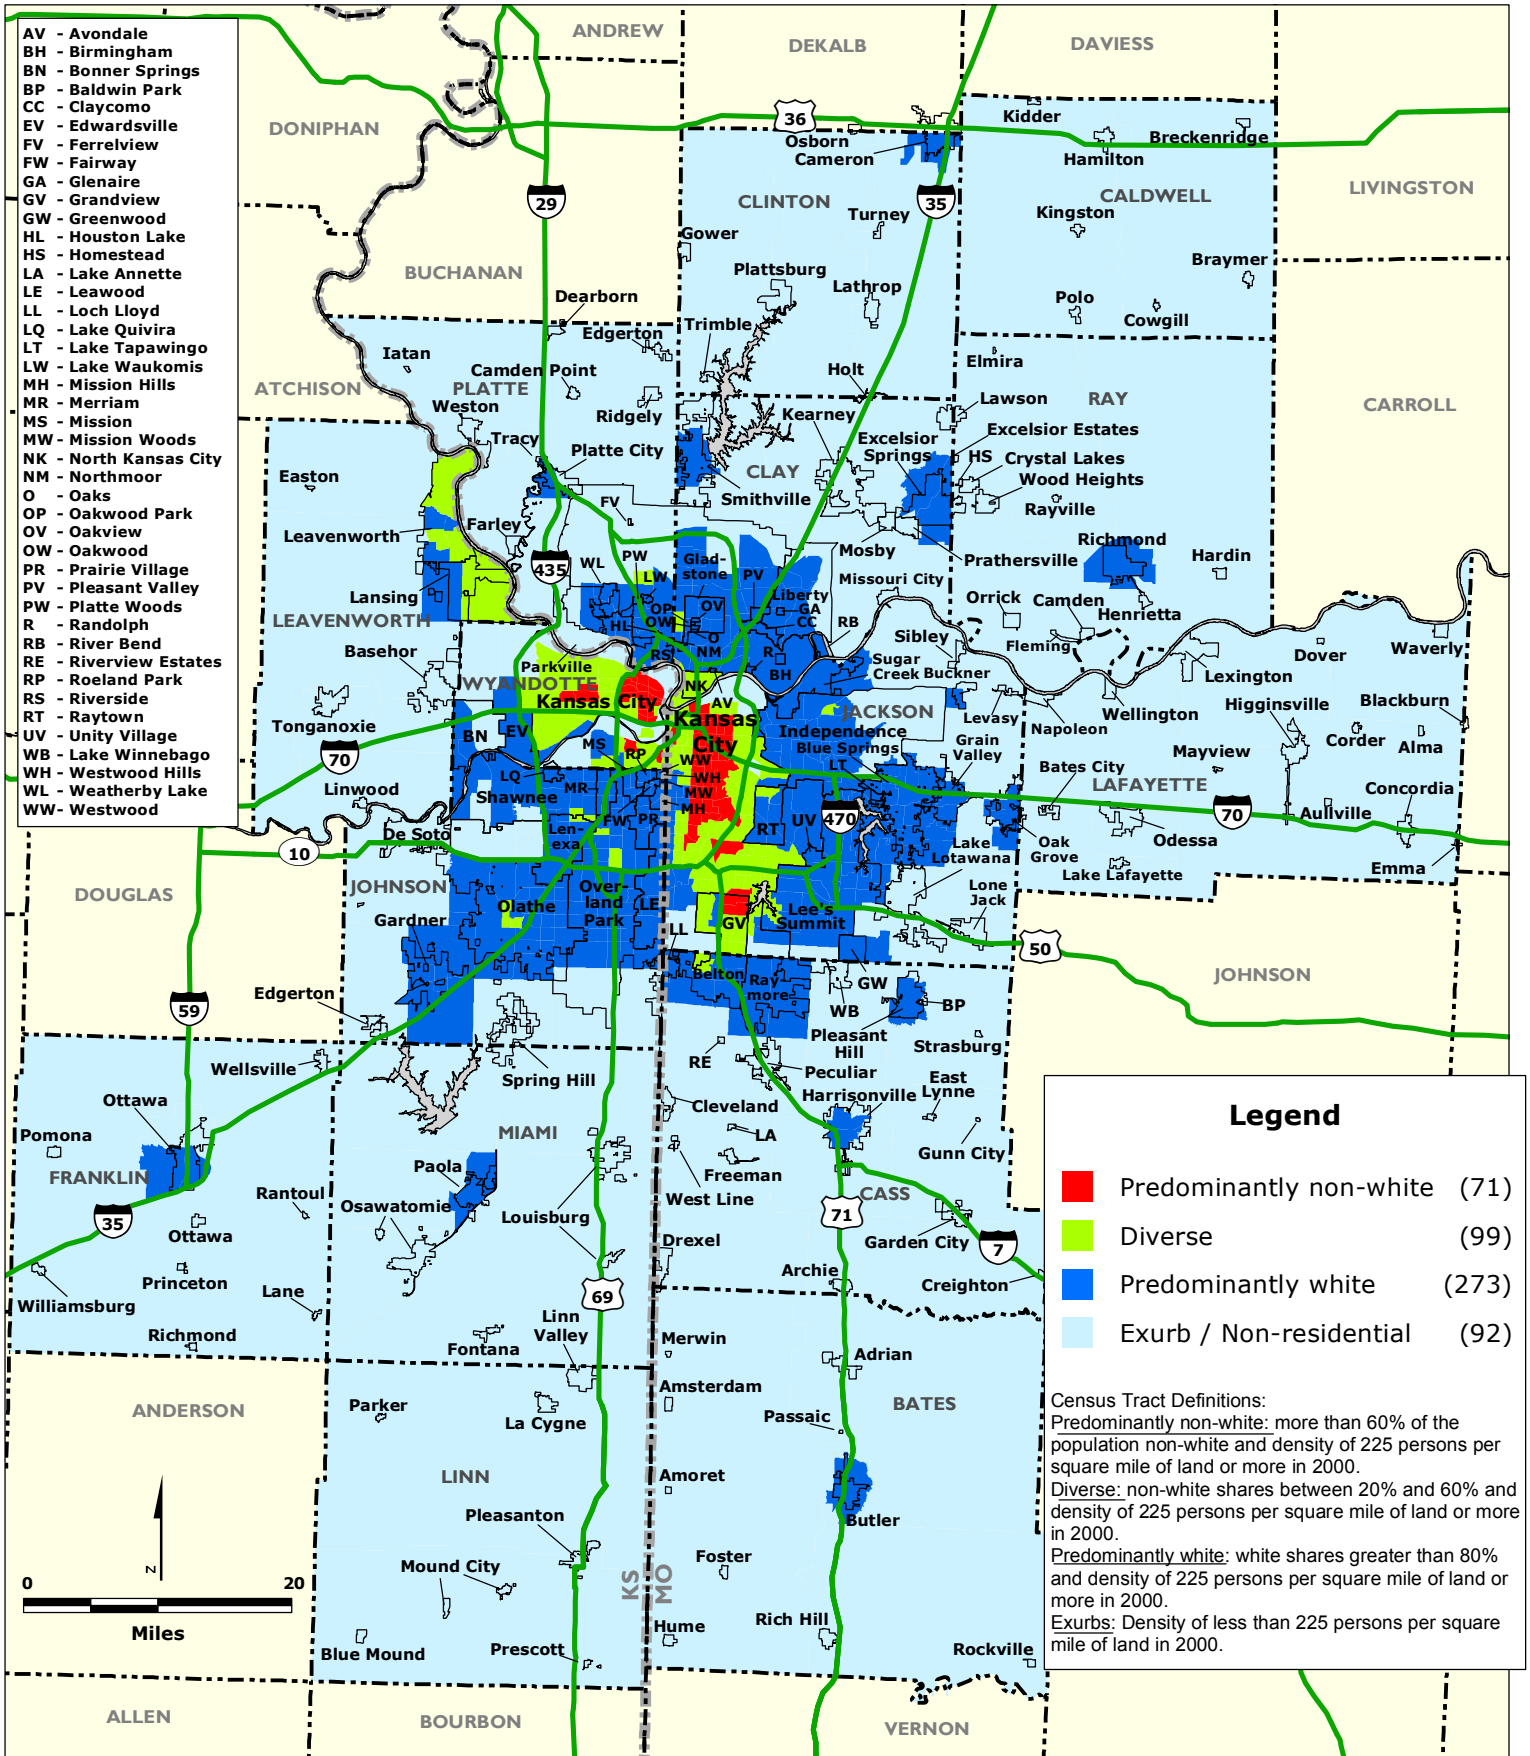 AV - Avondale
BH - Birmingham
BN - Bonner Springs
BP - Baldwin Park
CC - Claycomo
EV - Edwardsville
FV - Ferrelview
FW - Fairway
GA - Glenaire
GV - Grandview
GW - Greenwood
HL - Houston Lake
HS - Homestead
LA - Lake Annette
LE - Leawood
LL - Loch Lloyd
LQ - Lake Quivira
LT - Lake Tapawingo
LW - Lake Waukomis
MH - Mission Hills
MR - Merriam
MS - Mission
MW - Mission Woods
NK - North Kansas City
NM - Northmoor
O - Oaks
OP - Oakwood Park
OV - Oakview
OW - Oakwood
PR - Prairie Village
PV - Pleasant Valley
PW - Platte Woods
R - Randolph
RB - River Bend
RE - Riverview Estates
RP - Roeland Park
RS - Riverside
RT - Raytown
UV - Unity Village
WB - Lake Winnebago
WH - Westwood Hills
WL - Weatherby Lake
WW - Westwood
ANDREW
DEKALB
DAVIESS
DONIPHAN
36
Osborn
Cameron
Kidder
Breckenridge
Hamilton
29
35
CLINTON
CALDWELL
LIVINGSTON
Turney
Kingston
Gower
BUCHANAN
Plattsburg
Braymer
Dearborn
Lathrop
Polo
Cowgill
Edgerton
Trimble
Iatan
Elmira
ATCHISON
PLATTE
Camden Point
Holt
RAY
CARROLL
Weston
Ridgely
Kearney
Lawson
Tracy
Platte City
Excelsior
Springs
Excelsior Estates
HS
Crystal Lakes
Wood Heights
CLAY
Easton
Smithville
Rayville
FV
Farley
Leavenworth
Mosby
Prathersville
Richmond
Hardin
435
WL
PW
LW
Glad-
stone
PV
Missouri City
Lansing
OP
OV
Liberty
GA
CC
Orrick
Camden
Henrietta
LEAVENWORTH
HL
OW
O
RB
Sibley
Fleming
Waverly
Basehor
RS
NM
R
BH
Sugar
Creek
Buckner
Dover
Lexington
Parkville
WYANDOTTE
Kansas City
NK
AV
Kansas
City
JACKSON
Levasy
Napoleon
Wellington
Higginsville
Blackburn
Tonganoxie
BN
EV
MS
RP
Independence
Blue Springs
Grain
Valley
Mayview
Corder
Alma
70
LQ
WW
WH
LT
Bates City
LAFAYETTE
Concordia
Linwood
Shawnee
MR
MW
MH
470
70
Aullville
De Soto
Len-
exa
FW
PR
RT
UV
Odessa
10
Lake
Lotawana
Oak
Grove
Lake Lafayette
Emma
DOUGLAS
JOHNSON
Over-
land
Park
Lone
Jack
Gardner
Olathe
LE
GV
Lee's
Summit
LL
50
JOHNSON
Belton
Ray
more
GW
WB
BP
Edgerton
59
Pleasant
Hill
Strasburg
RE
Peculiar
Wellsville
Spring Hill
Harrisonville
East
Lynne
Ottawa
Cleveland
Pomona
MIAMI
LA
Gunn City
FRANKLIN
Paola
Freeman
Rantoul
Osawatomie
West Line
CASS
35
Louisburg
71
Garden City
Ottawa
Drexel
7
Princeton
Archie
Creighton
Williamsburg
Lane
69
Linn
Valley
Richmond
Fontana
Merwin
Adrian
ANDERSON
Parker
Amsterdam
BATES
La Cygne
Passaic
LINN
Amoret
Pleasanton
Butler
Mound City
Foster
KS
MO
Rich Hill
Hume
Blue Mound
Prescott
Rockville
ALLEN
BOURBON
VERNON
N
0 20
Miles
Legend
Predominantly non-white (71)
Diverse (99)
Predominantly white (273)
Exurb / Non-residential (92)
Census Tract Definitions:
Predominantly non-white: more than 60% of the
population non-white and density of 225 persons per
square mile of land or more in 2000.
Diverse: non-white shares between 20% and 60% and
density of 225 persons per square mile of land or more
in 2000.
Predominantly white: white shares greater than 80%
and density of 225 persons per square mile of land or
more in 2000.
Exurbs: Density of less than 225 persons per square
mile of land in 2000.